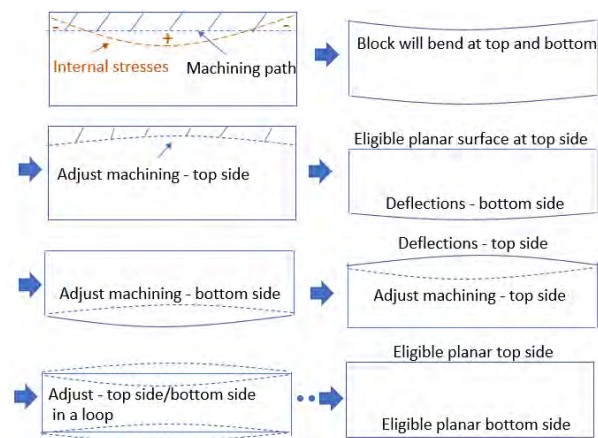 - + -
Internal stresses
Machining path
Block will bend at top and bottom
Adjust machining - top side
Eligible planar surface at top side
Deflections - bottom side
Adjust machining - bottom side
Deflections - top side
Adjust machining - top side
Adjust - top side/bottom side
in a loop
Eligible planar top side
Eligible planar bottom side